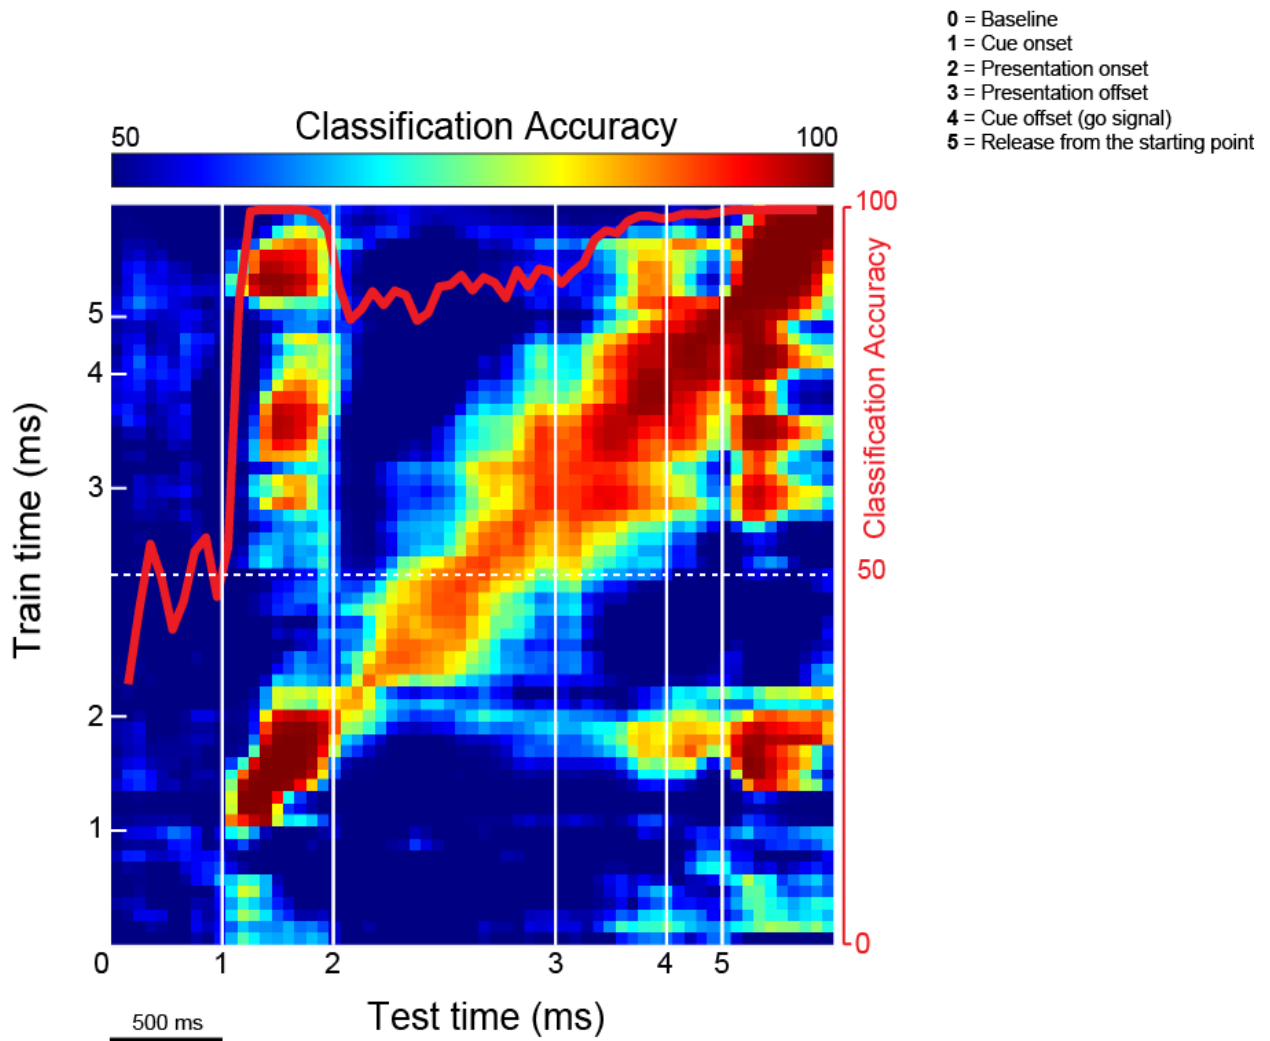 0 = Baseline
1 = Cue onset
2 = Presentation onset
3 = Presentation offset
4 = Cue offset (go signal)
5 = Release from the starting point
50 Classification Accuracy 100
100
50
0
Classification Accuracy
Train time (ms)
5
4
3
2
1
0 1 2 3 4 5
Test time (ms)
500 ms